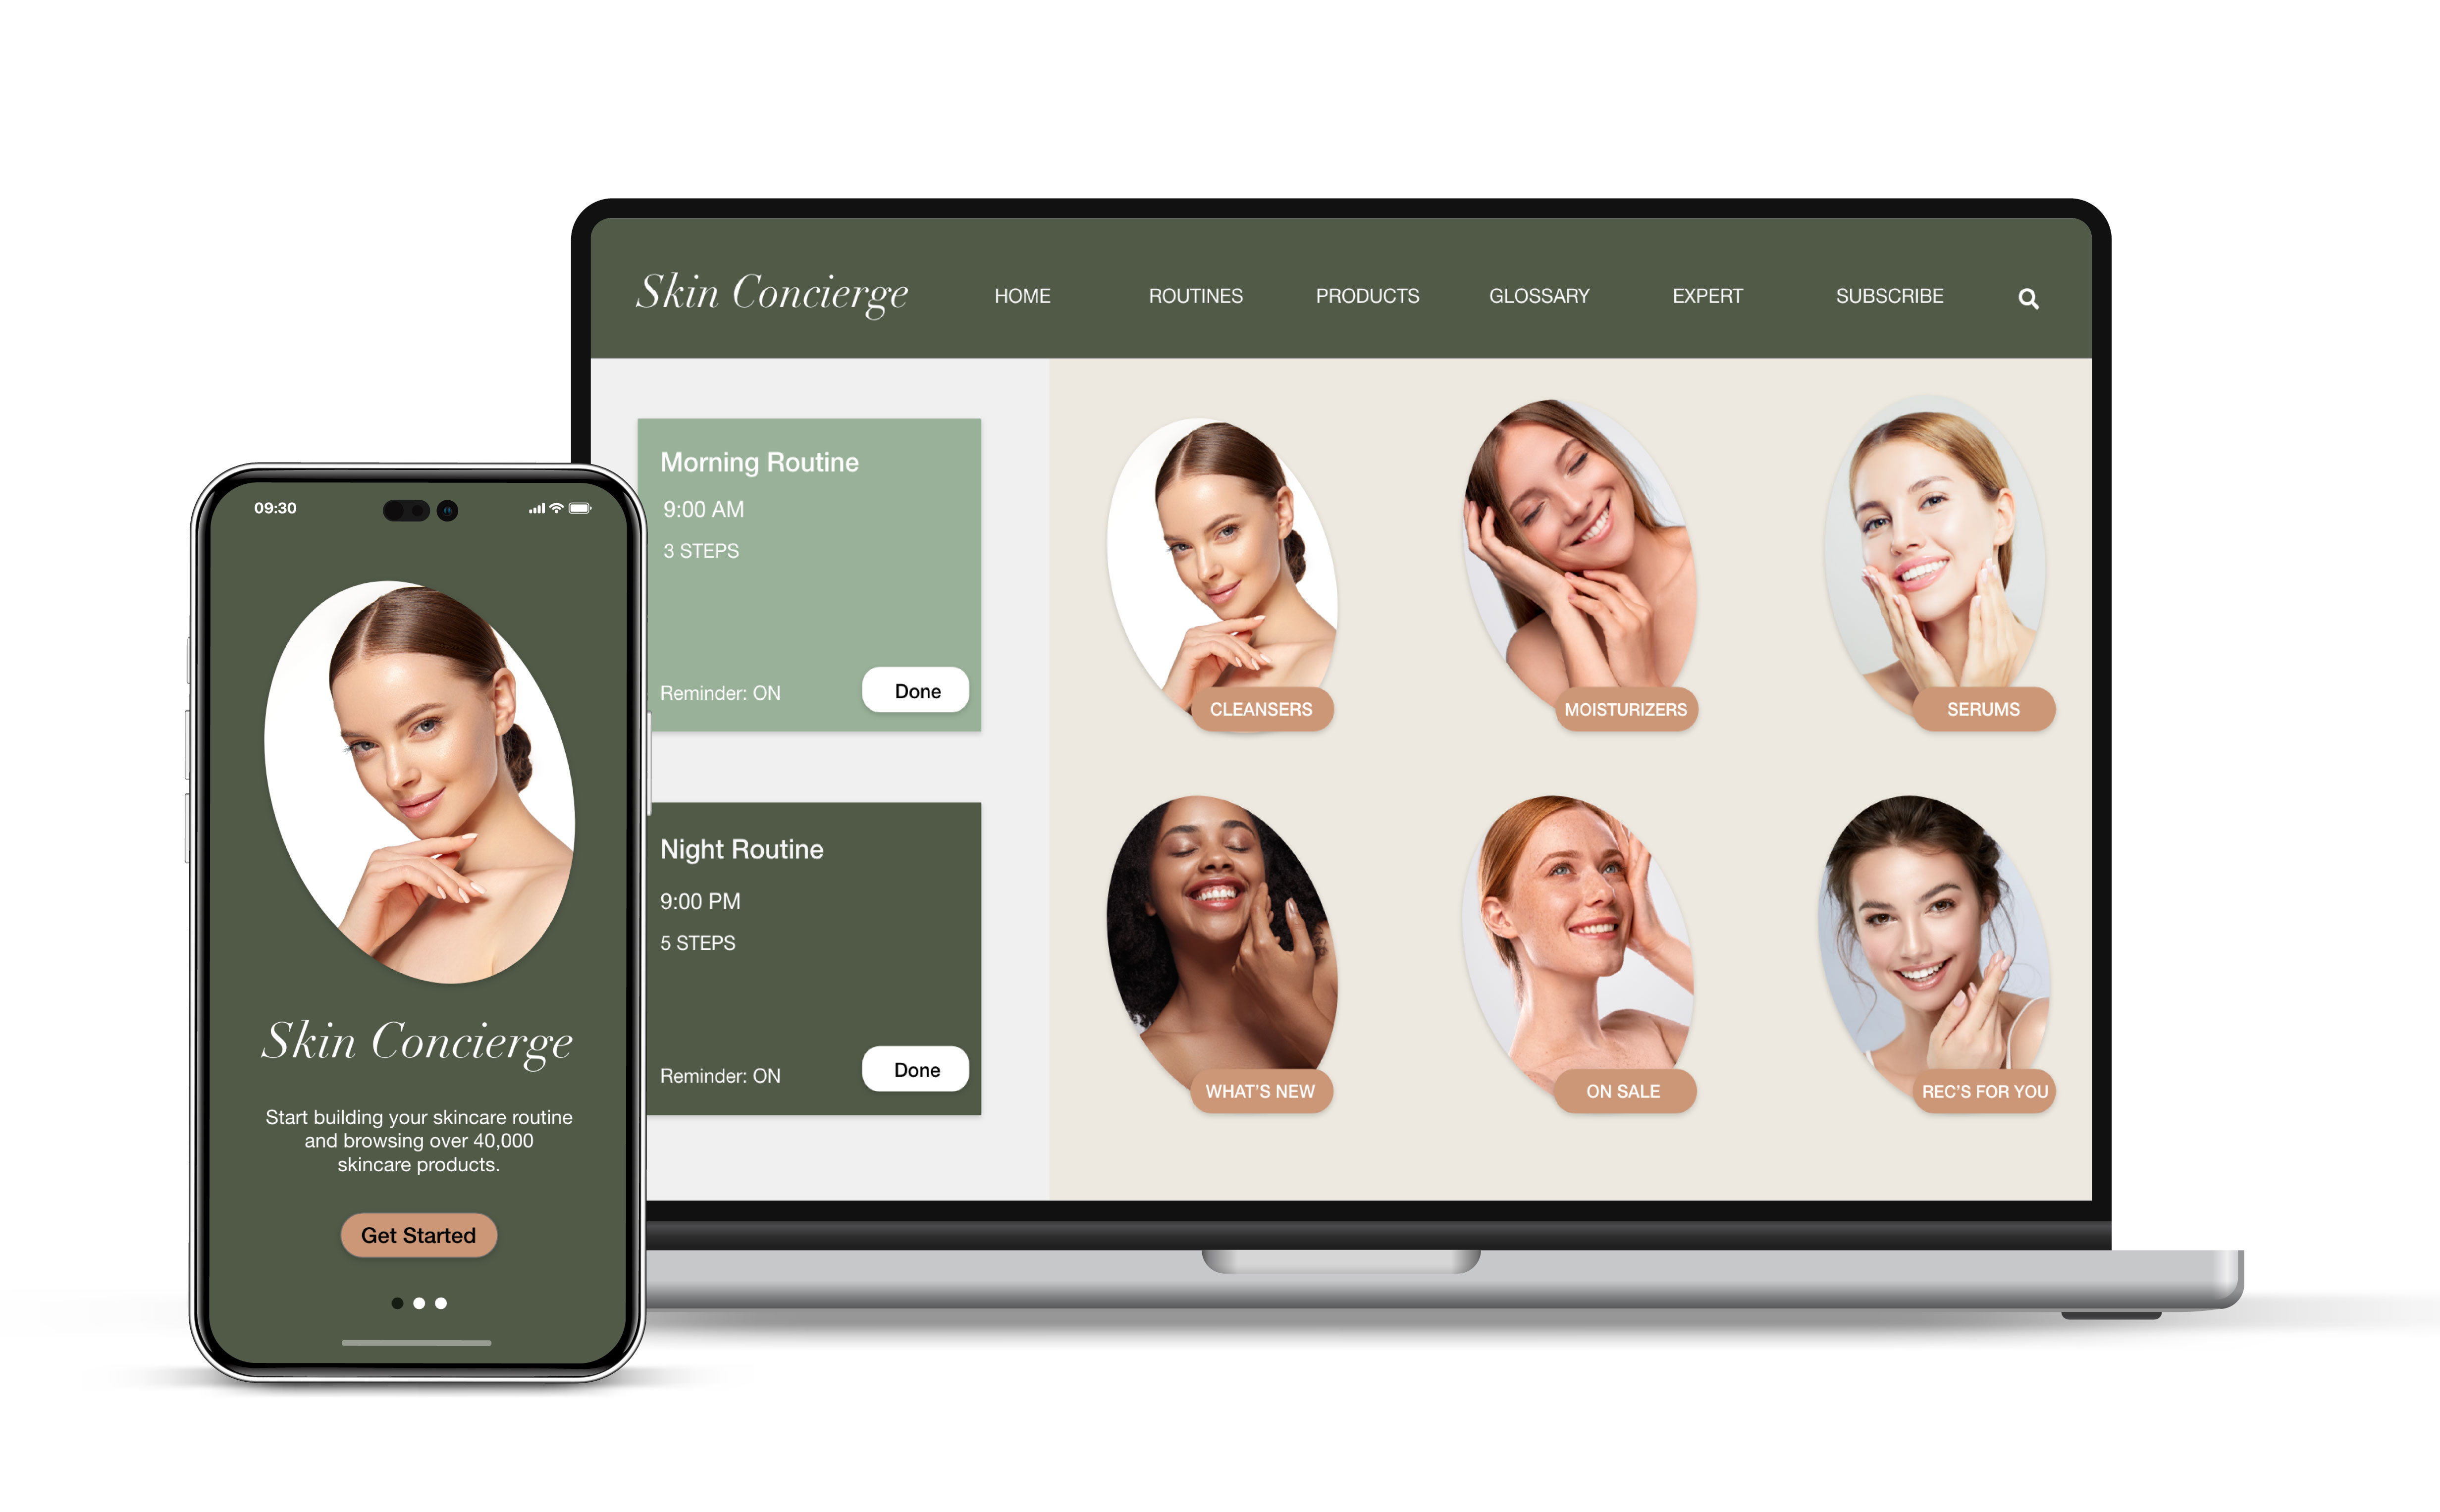 Skin Concierge
HOME
ROUTINES
PRODUCTS
GLOSSARY
EXPERT
SUBSCRIBE
Morning Routine
9:00 AM
3 STEPS
Reminder: ON
Done
Night Routine
9:00 PM
5 STEPS
Reminder: ON
Done
CLEANSERS
MOISTURIZERS
SERUMS
WHAT'S NEW
ON SALE
REC'S FOR YOU
09:30
Skin Concierge
Start building your skincare routine
and browsing over 40,000
skincare products.
Get Started